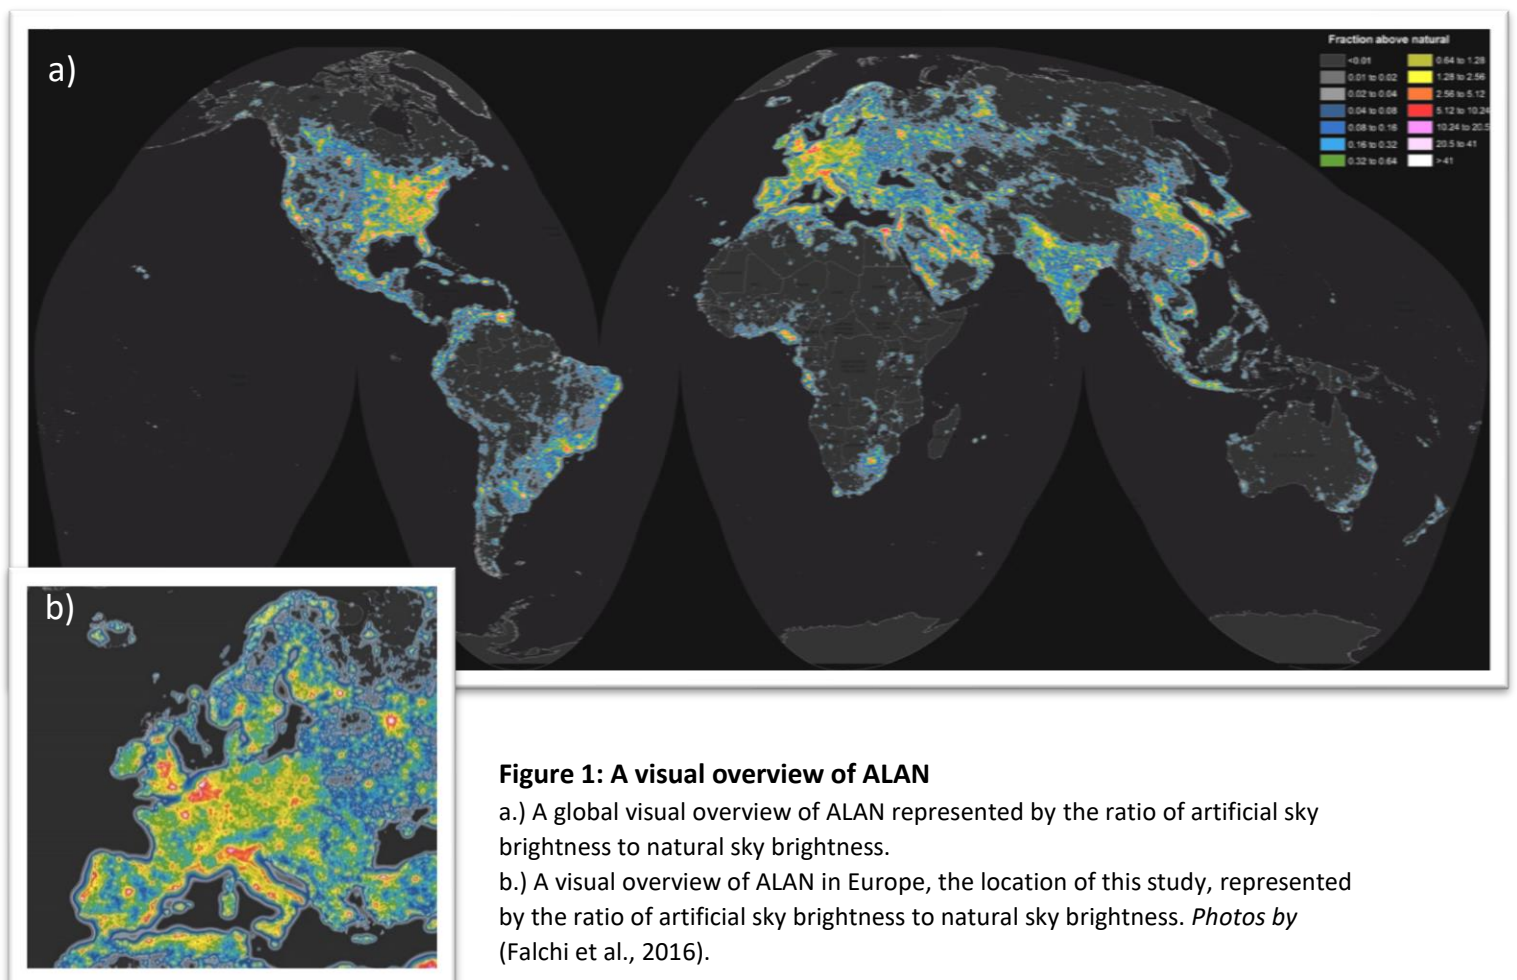 a)
Fraction above natural
<0.01
0.01 to 0.02
0.02 to 0.04
0.04 to 0.08
0.08 to 0.16
0.16 to 0.32
0.32 to 0.64
0.64 to 1.28
1.28 to 2.56
2.56 to 5.12
5.12 to 10.24
10.24 to 20.5
20.5 to 41
>41
b)
Figure 1: A visual overview of ALAN
a.) A global visual overview of ALAN represented by the ratio of artificial sky
brightness to natural sky brightness.
b.) A visual overview of ALAN in Europe, the location of this study, represented
by the ratio of artificial sky brightness to natural sky brightness. Photos by
(Falchi et al., 2016).